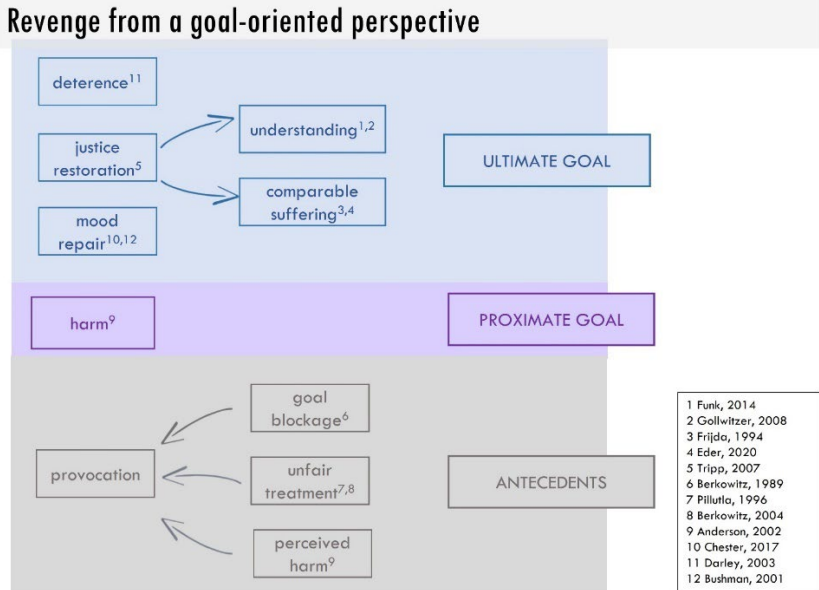 Revenge from a goal-oriented perspective
deterence¹¹
justice
restoration⁵
understanding¹,²
comparable
suffering³,⁴
mood
repair¹⁰,¹²
ULTIMATE GOAL
harm⁹
PROXIMATE GOAL
goal
blockage⁶
provocation
unfair
treatment⁷,⁸
perceived
harm⁹
ANTECEDENTS
1 Funk, 2014
2 Gollwitzer, 2008
3 Frijda, 1994
4 Eder, 2020
5 Tripp, 2007
6 Berkowitz, 1989
7 Pillutla, 1996
8 Berkowitz, 2004
9 Anderson, 2002
10 Chester, 2017
11 Darley, 2003
12 Bushman, 2001